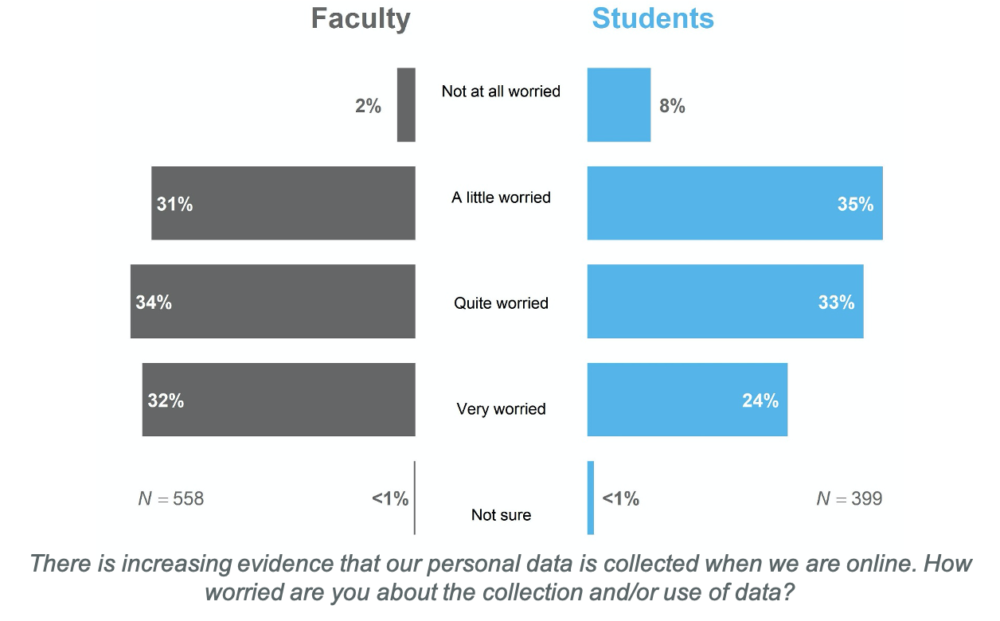 Faculty Students
2% Not at all worried 8%
31% A little worried 35%
34% Quite worried 33%
32% Very worried 24%
N = 558 <1% Not sure <1% N = 399
There is increasing evidence that our personal data is collected when we are online. How
worried are you about the collection and/or use of data?